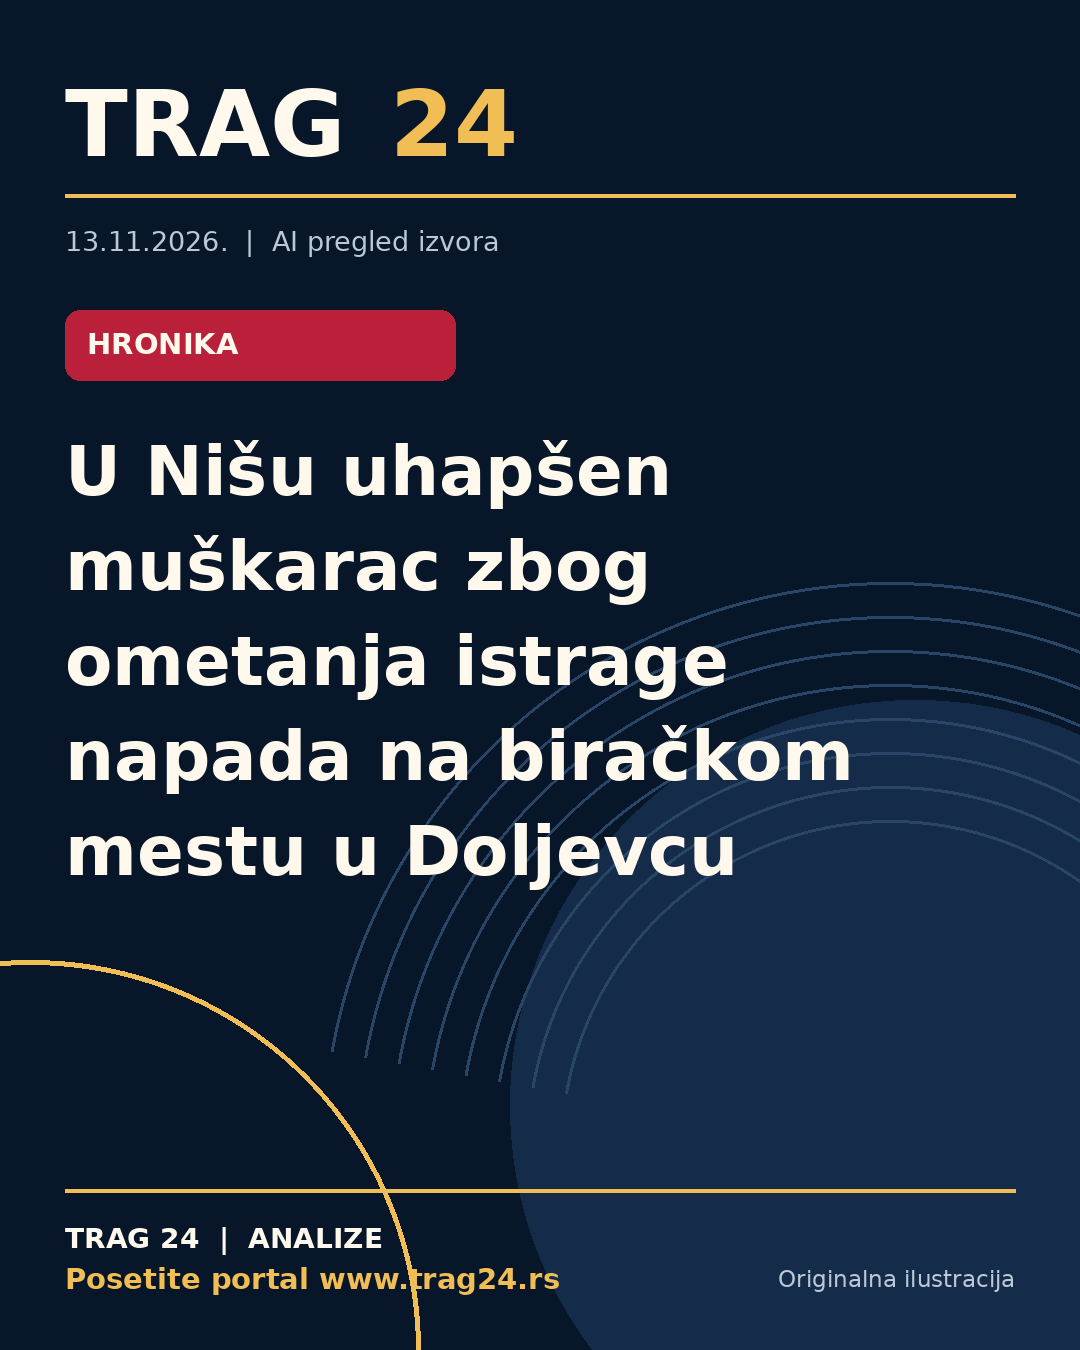 TRAG 24
13.11.2026. | AI pregled izvora
HRONIKA
U Nišu uhapšen
muškarac zbog
ometanja istrage
napada na biračkom
mestu u Doljevcu
TRAG 24 | ANALIZE
Posetite portal www.trag24.rs
Originalna ilustracija